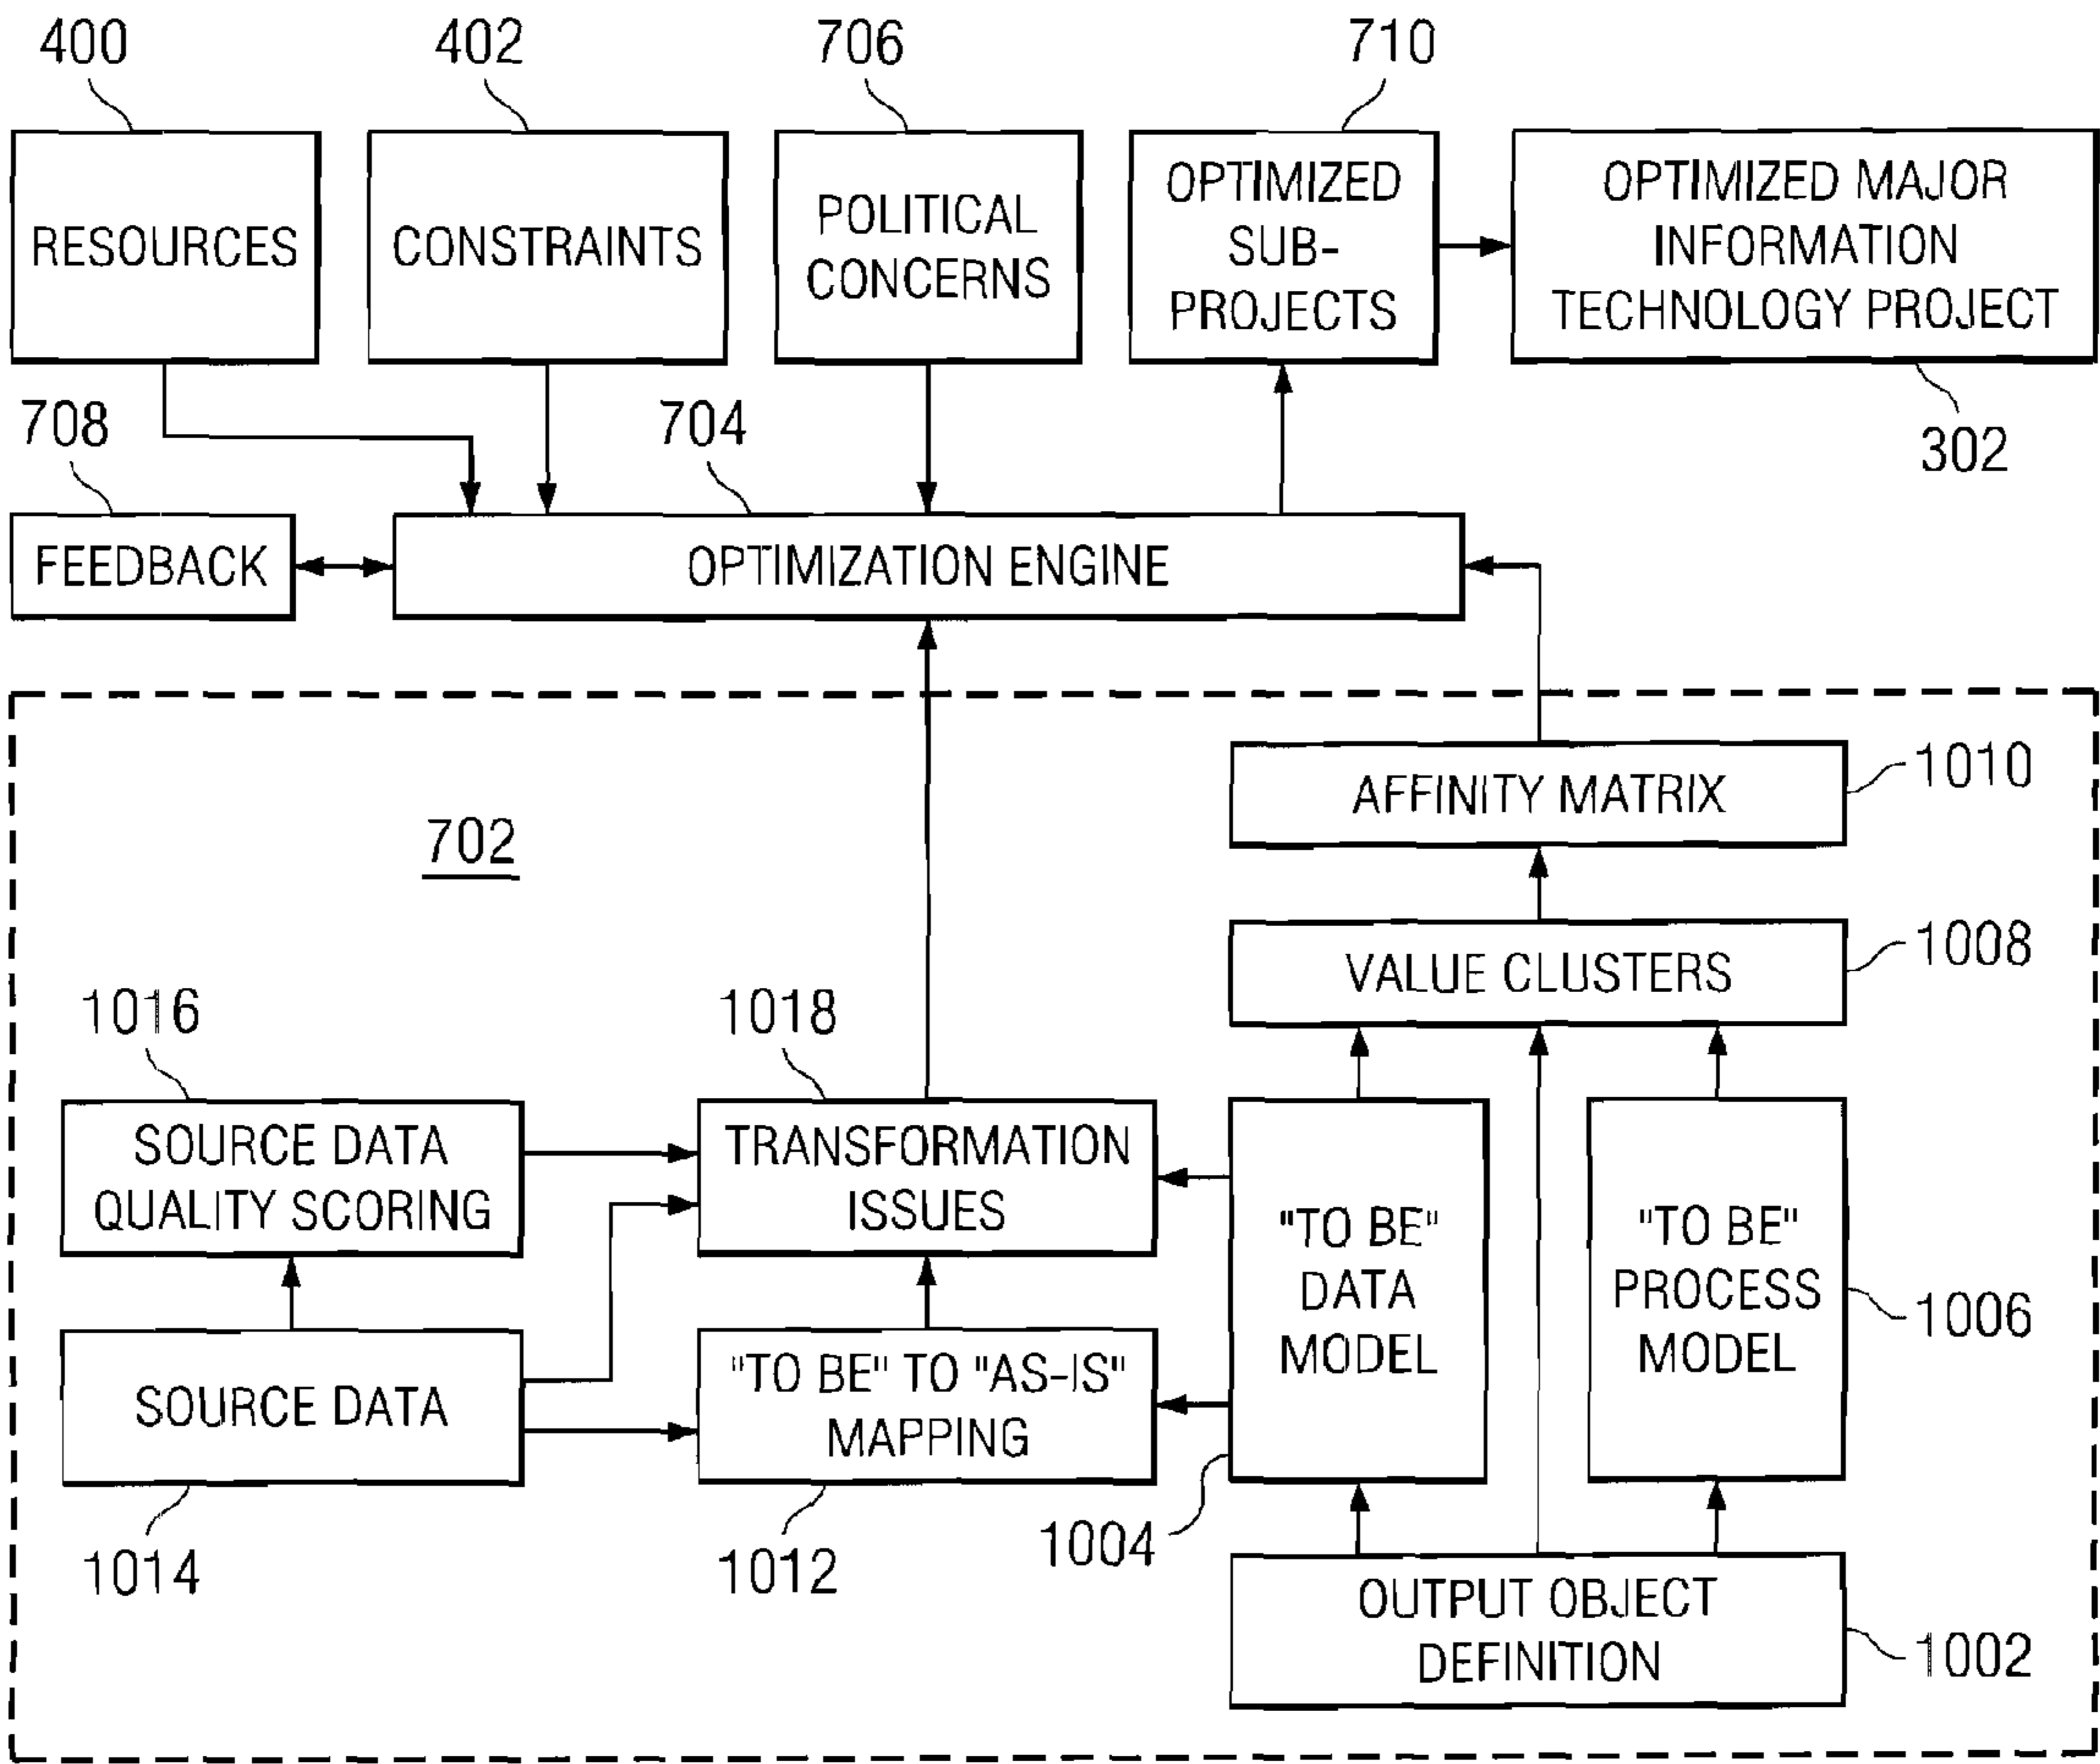 400
402
706
710
RESOURCES
CONSTRAINTS
POLITICAL
CONCERNS
OPTIMIZED
SUB-
PROJECTS
OPTIMIZED MAJOR
INFORMATION
TECHNOLOGY PROJECT
302
708
704
FEEDBACK
OPTIMIZATION ENGINE
702
AFFINITY MATRIX
1010
VALUE CLUSTERS
1008
1016
1018
SOURCE DATA
QUALITY SCORING
TRANSFORMATION
ISSUES
"TO BE"
DATA
MODEL
"TO BE"
PROCESS
MODEL
1006
SOURCE DATA
"TO BE" TO "AS-IS"
MAPPING
1014
1012
1004
OUTPUT OBJECT
DEFINITION
1002